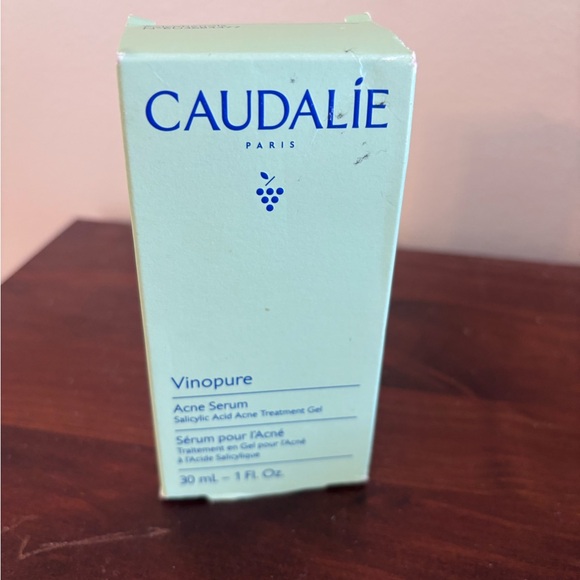 CAUDALÍE
PARIS
Vinopure
Acne Serum
Salicylic Acid Acne Treatment Gel
Sérum pour l'Acné
Traitement en Gel pour l'Acné
à l'Acide Salicylique
30 mL – 1 Fl. Oz.